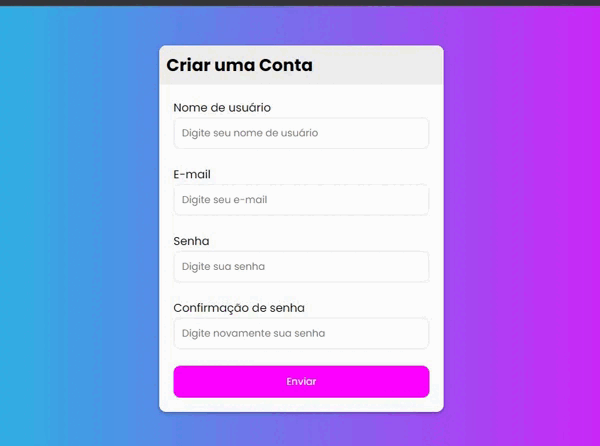 Criar uma Conta
Nome de usuário
Digite seu nome de usuário
E-mail
Digite seu e-mail
Senha
Digite sua senha
Confirmação de senha
Digite novamente sua senha
Enviar